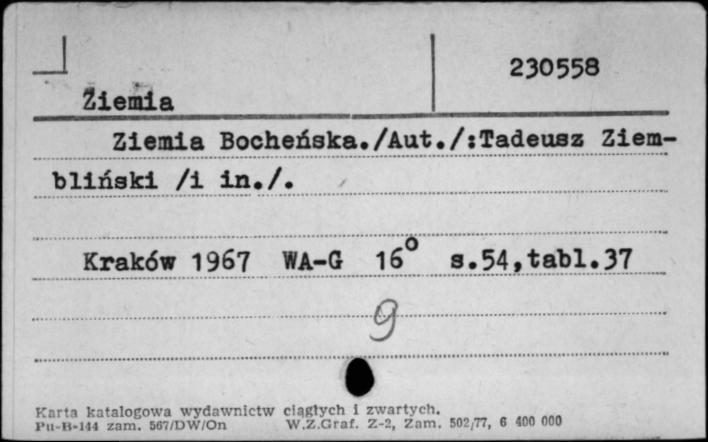 230558
Ziemia
Ziemia Bocheńska./Aut./:Tadeusz Ziem-
bliński /i in./.
Kraków 1967 WA-G 16° s.54,tabl.37
9
Karta katalogowa wydawnictw ciągłych i zwartych.
Pu-B-144 zam. 567/DW/On W.Z.Graf. Z-2, Zam. 502/77, 6 400 000